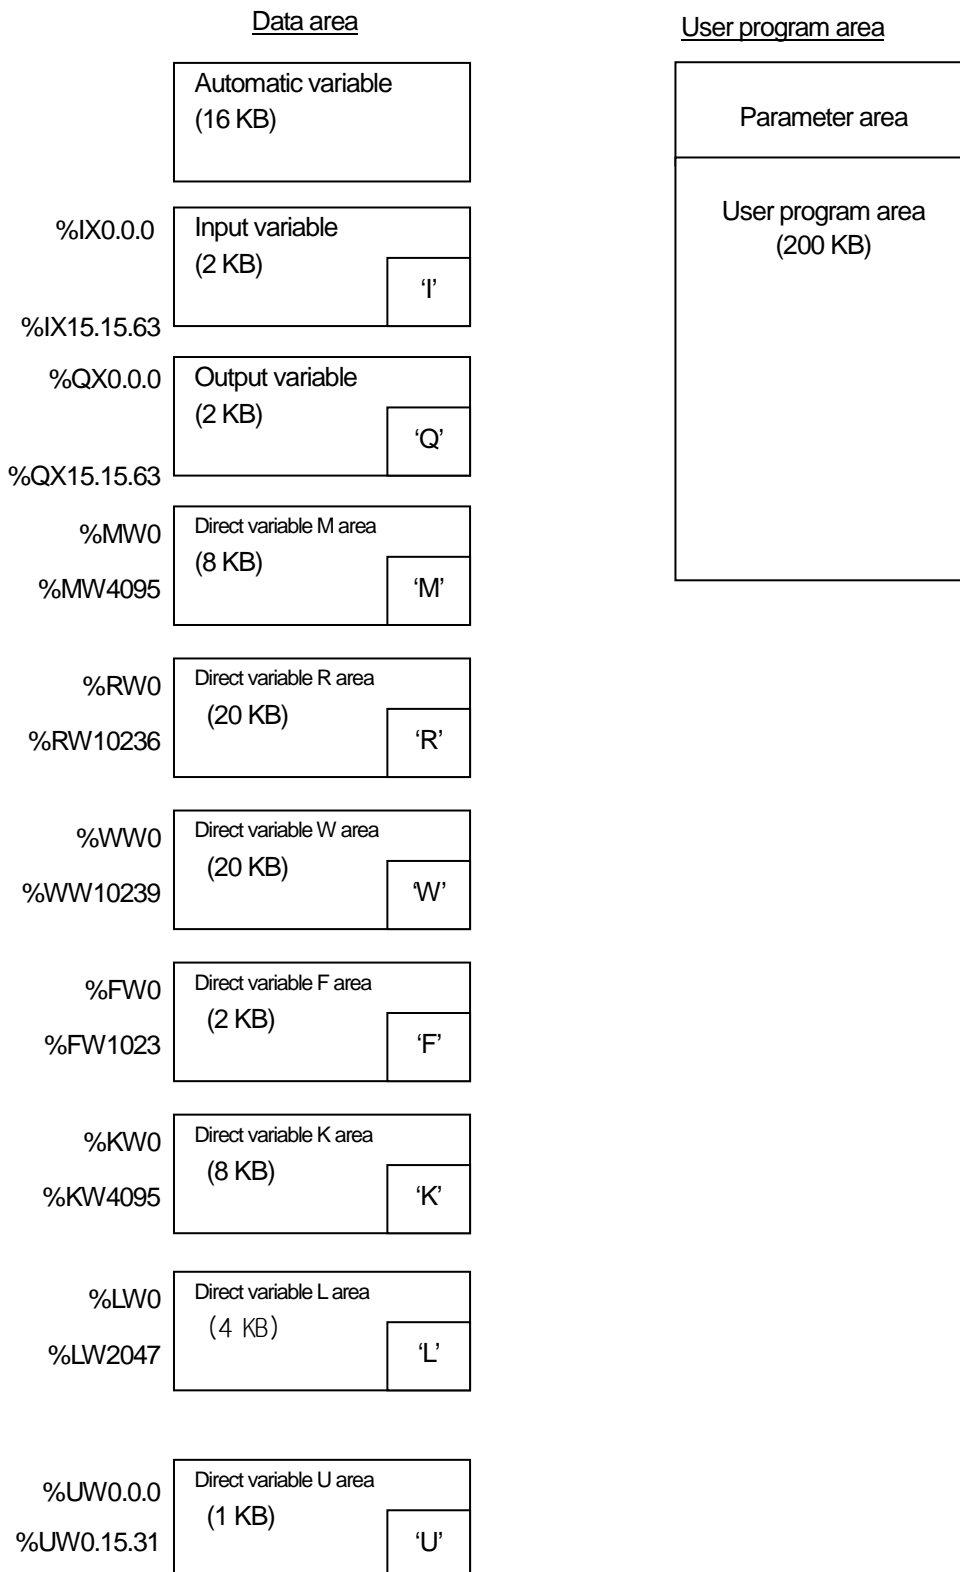 Data area
Automatic variable
(16 KB)
%IX0.0.0
Input variable
(2 KB)
'I'
%IX15.15.63
%QX0.0.0
Output variable
(2 KB)
'Q'
%QX15.15.63
%MW0
Direct variable M area
(8 KB)
%MW4095
'M'
%RW0
Direct variable R area
(20 KB)
%RW10236
'R'
%WW0
Direct variable W area
(20 KB)
%WW10239
'W'
%FW0
Direct variable F area
(2 KB)
%FW1023
'F'
%KW0
Direct variable K area
(8 KB)
%KW4095
'K'
%LW0
Direct variable L area
(4 KB)
%LW2047
'L'
%UW0.0.0
Direct variable U area
(1 KB)
%UW0.15.31
'U'
User program area
Parameter area
User program area
(200 KB)